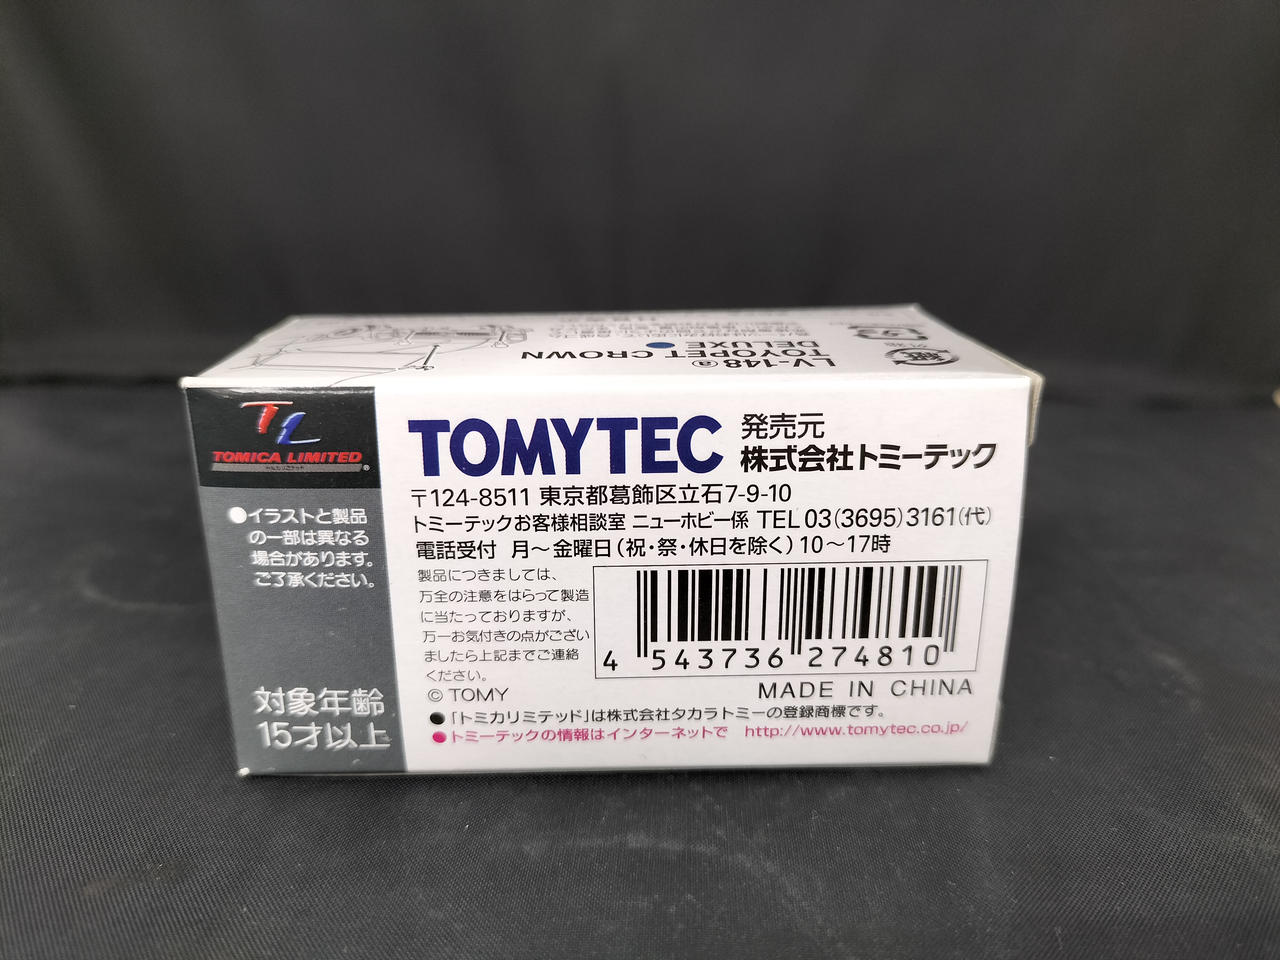 LV-148ⓐ
TOYOPET CROWN
DELUXE
紙
TL
TOMICA LIMITED
トミカリミテッド
®
●イラストと製品
の一部は異なる
場合があります。
ご了承ください。
対象年齢
15才以上
TOMYTEC
発売元
株式会社トミーテック
〒124-8511 東京都葛飾区立石7-9-10
トミーテックお客様相談室 ニューホビー係 TEL 03(3695)3161(代)
電話受付 月〜金曜日(祝・祭・休日を除く)10〜17時
製品につきましては、
万全の注意をはらって製造
に当たっておりますが、
万一お気付きの点がござい
ましたら上記までご連絡
ください。
4 543736 274810
© TOMY
MADE IN CHINA
●「トミカリミテッド」は株式会社タカラトミーの登録商標です。
●トミーテックの情報はインターネットで http://www.tomytec.co.jp/